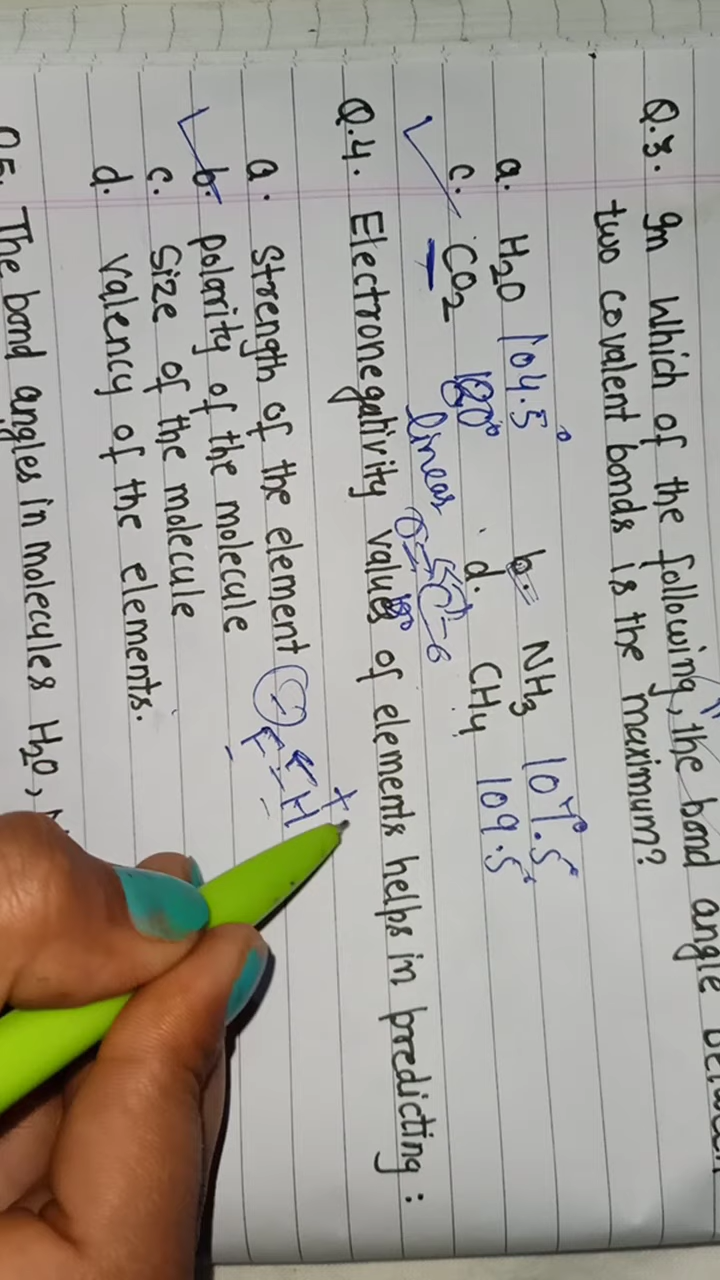 Q.3. In which of the following, the bond angle between
two covalent bonds is the maximum?
a. H2O 104.5° b. NH3 107.5°
c. CO2 180° d. CH4 109.5°
linear
Q.4. Electronegativity values of elements helps in predicting :
a. Strength of the element
b. polarity of the molecule
c. Size of the molecule
d. valency of the elements.
Q5. The bond angles in molecules H2O,